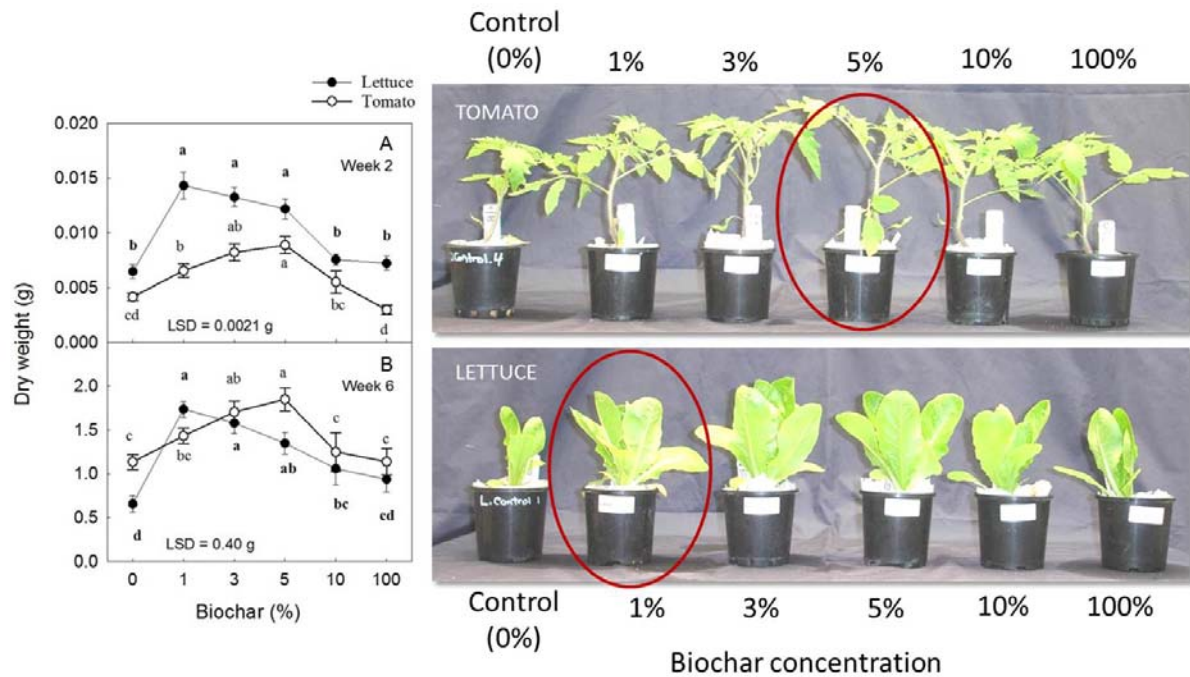 Lettuce
Tomato
0.020
0.015
0.010
0.005
0.000
A
Week 2
a a a
b b ab b b
cd a bc d
LSD = 0.0021 g
Dry weight (g)
2.0
1.5
1.0
0.5
0.0
B
Week 6
a ab a
c c c
bc a ab bc cd
d
LSD = 0.40 g
0 1 3 5 10 100
Biochar (%)
Control
(0%) 1% 3% 5% 10% 100%
TOMATO
Control-4
LETTUCE
L. Control 1
Control
(0%) 1% 3% 5% 10% 100%
Biochar concentration